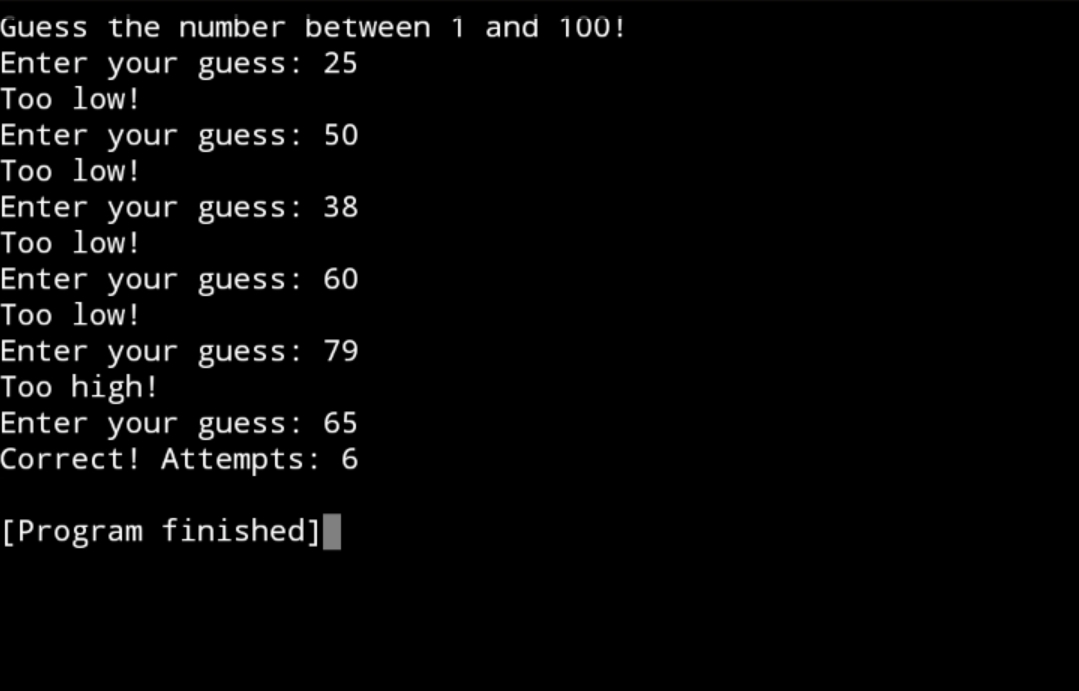 Guess the number between 1 and 100!
Enter your guess: 25
Too low!
Enter your guess: 50
Too low!
Enter your guess: 38
Too low!
Enter your guess: 60
Too low!
Enter your guess: 79
Too high!
Enter your guess: 65
Correct! Attempts: 6
[Program finished]